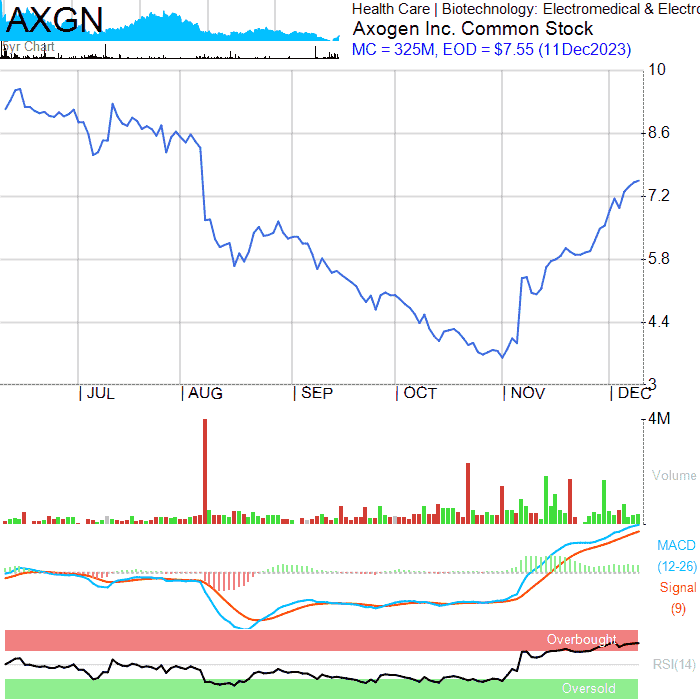 AXGN
5yr Chart
Health Care | Biotechnology: Electromedical & Electro
Axogen Inc. Common Stock
MC = 325M, EOD = $7.55 (11Dec2023)
10
8.6
7.2
5.8
4.4
3
JUL
AUG
SEP
OCT
NOV
DEC
4M
Volume
MACD
(12-26)
Signal
(9)
Overbought
RSI(14)
Oversold